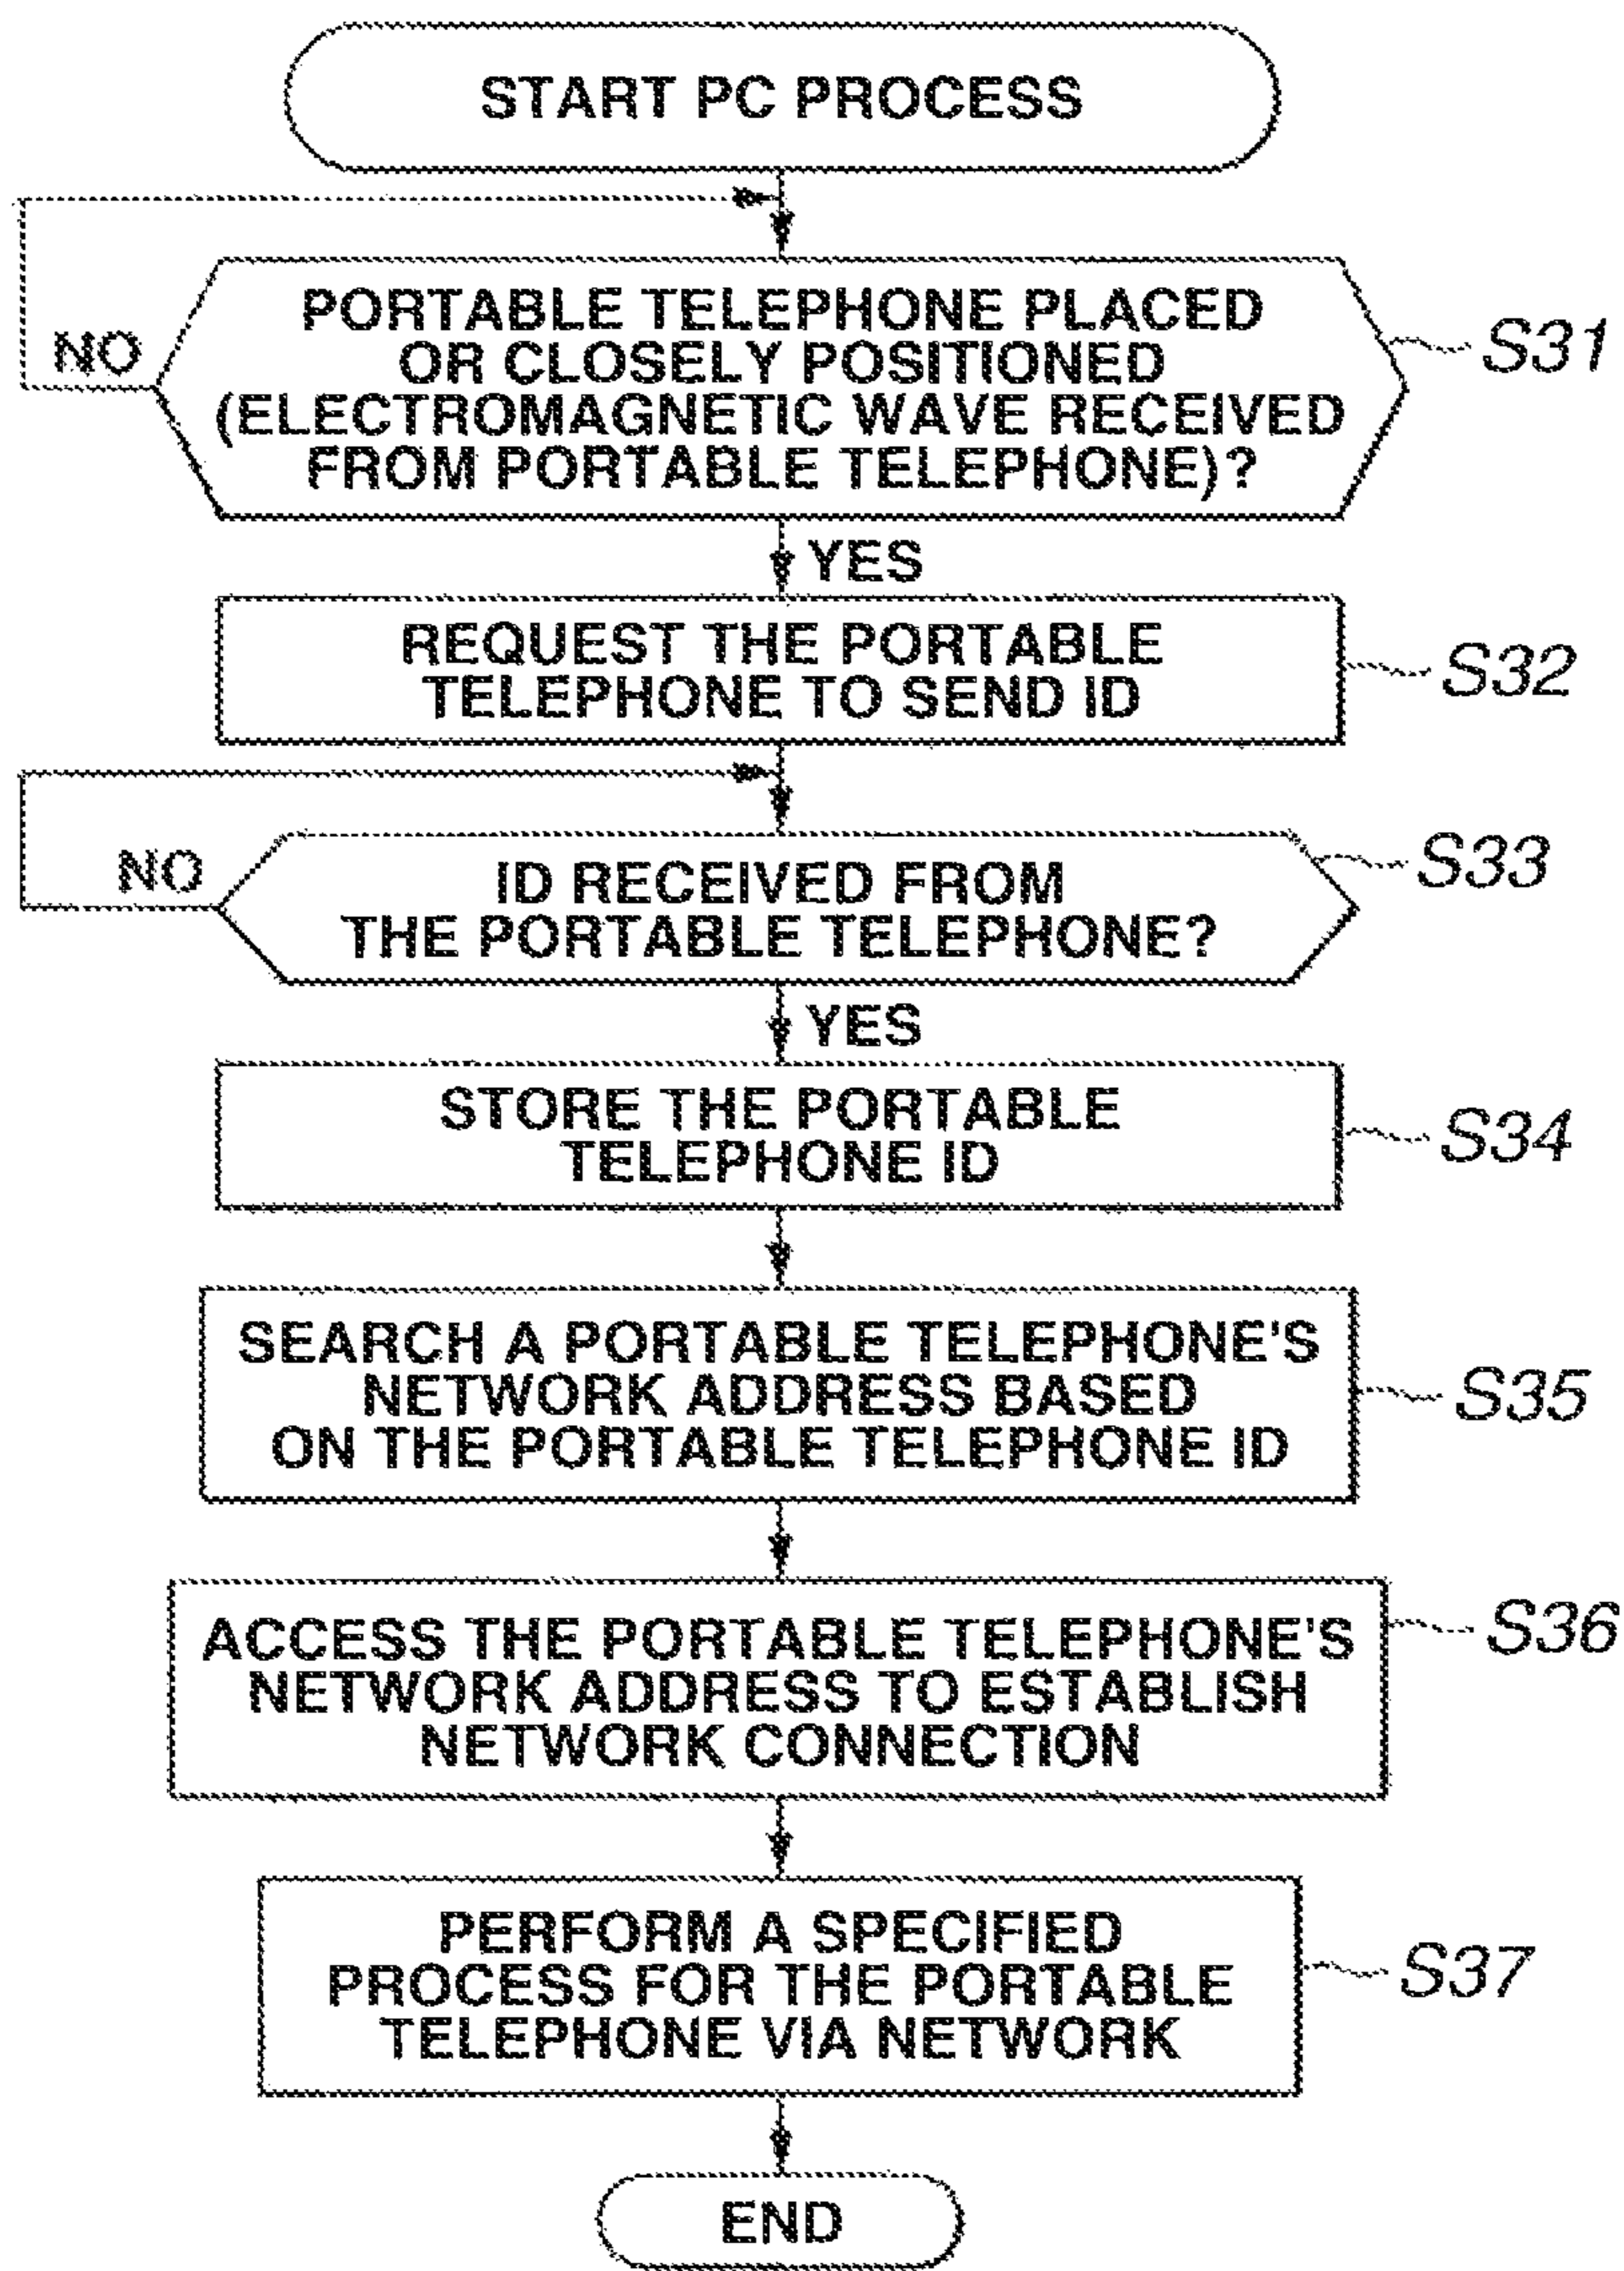 START PC PROCESS
PORTABLE TELEPHONE PLACED
OR CLOSELY POSITIONED
(ELECTROMAGNETIC WAVE RECEIVED
FROM PORTABLE TELEPHONE)?
S31
NO
YES
REQUEST THE PORTABLE
TELEPHONE TO SEND ID
S32
ID RECEIVED FROM
THE PORTABLE TELEPHONE?
S33
NO
YES
STORE THE PORTABLE
TELEPHONE ID
S34
SEARCH A PORTABLE TELEPHONE'S
NETWORK ADDRESS BASED
ON THE PORTABLE TELEPHONE ID
S35
ACCESS THE PORTABLE TELEPHONE'S
NETWORK ADDRESS TO ESTABLISH
NETWORK CONNECTION
S36
PERFORM A SPECIFIED
PROCESS FOR THE PORTABLE
TELEPHONE VIA NETWORK
S37
END